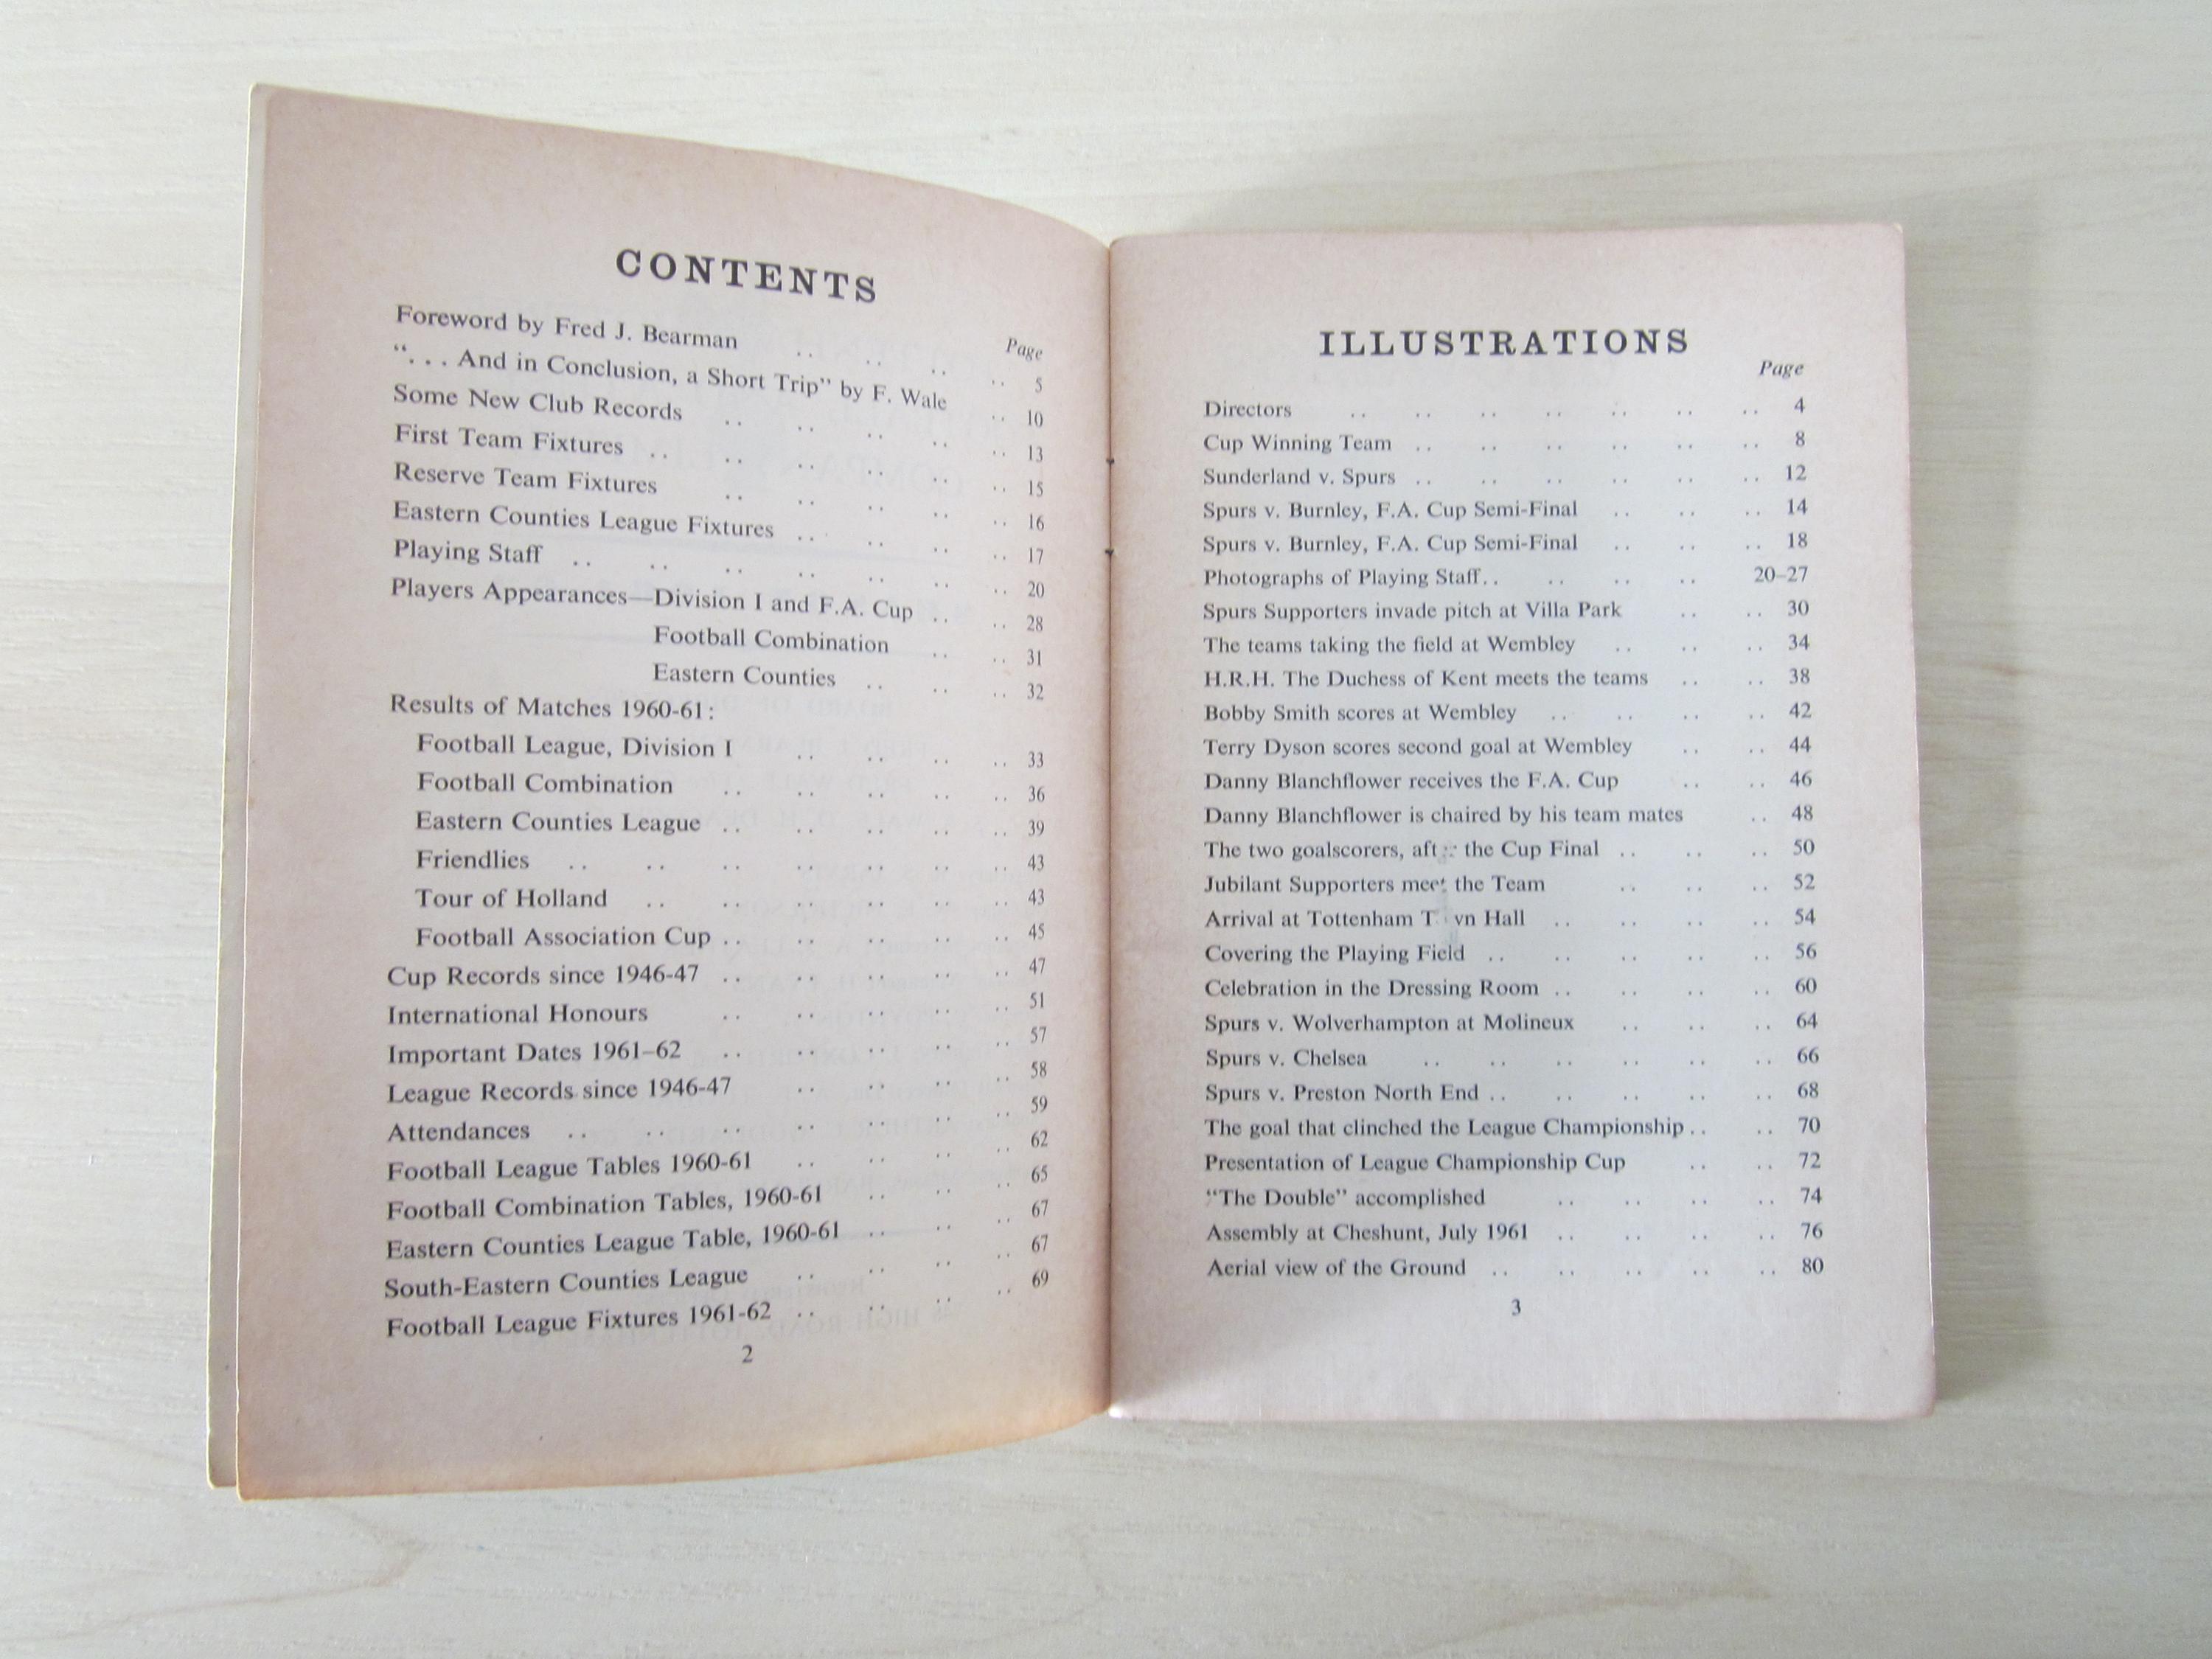 CONTENTS
Page
Foreword by Fred J. Bearman .. .. .. .. 5
“. . . And in Conclusion, a Short Trip” by F. Wale .. 10
Some New Club Records .. .. .. .. .. 13
First Team Fixtures .. .. .. .. .. .. 15
Reserve Team Fixtures .. .. .. .. .. 16
Eastern Counties League Fixtures .. .. .. .. 17
Playing Staff .. .. .. .. .. .. .. 20
Players Appearances—Division I and F.A. Cup .. .. 28
Football Combination .. .. 31
Eastern Counties .. .. .. 32
Results of Matches 1960-61:
Football League, Division I .. .. .. .. 33
Football Combination .. .. .. .. .. 36
Eastern Counties League .. .. .. .. .. 39
Friendlies .. .. .. .. .. .. .. 43
Tour of Holland .. .. .. .. .. .. 43
Football Association Cup .. .. .. .. .. 45
Cup Records since 1946-47 .. .. .. .. .. 47
International Honours .. .. .. .. .. 51
Important Dates 1961–62 .. .. .. .. .. 57
League Records since 1946-47 .. .. .. .. 58
Attendances .. .. .. .. .. .. .. 59
Football League Tables 1960-61 .. .. .. .. 62
Football Combination Tables, 1960-61 .. .. .. 65
Eastern Counties League Table, 1960-61 .. .. .. 67
South-Eastern Counties League .. .. .. .. 67
Football League Fixtures 1961-62 .. .. .. .. 69
2
ILLUSTRATIONS
Page
Directors .. .. .. .. .. .. .. 4
Cup Winning Team .. .. .. .. .. .. 8
Sunderland v. Spurs .. .. .. .. .. .. 12
Spurs v. Burnley, F.A. Cup Semi-Final .. .. .. 14
Spurs v. Burnley, F.A. Cup Semi-Final .. .. .. 18
Photographs of Playing Staff.. .. .. .. 20–27
Spurs Supporters invade pitch at Villa Park .. .. 30
The teams taking the field at Wembley .. .. .. 34
H.R.H. The Duchess of Kent meets the teams .. .. 38
Bobby Smith scores at Wembley .. .. .. .. 42
Terry Dyson scores second goal at Wembley .. .. 44
Danny Blanchflower receives the F.A. Cup .. .. 46
Danny Blanchflower is chaired by his team mates .. 48
The two goalscorers, the Cup Final .. .. .. 50
Jubilant Supporters meet the Team .. .. .. 52
Arrival at Tottenham Hall .. .. .. .. 54
Covering the Playing Field .. .. .. .. .. 56
Celebration in the Dressing Room .. .. .. .. 60
Spurs v. Wolverhampton at Molineux .. .. .. 64
Spurs v. Chelsea .. .. .. .. .. .. 66
Spurs v. Preston North End .. .. .. .. .. 68
The goal that clinched the League Championship .. .. 70
Presentation of League Championship Cup .. .. 72
“The Double” accomplished .. .. .. .. 74
Assembly at Cheshunt, July 1961 .. .. .. .. 76
Aerial view of the Ground .. .. .. .. .. 80
3